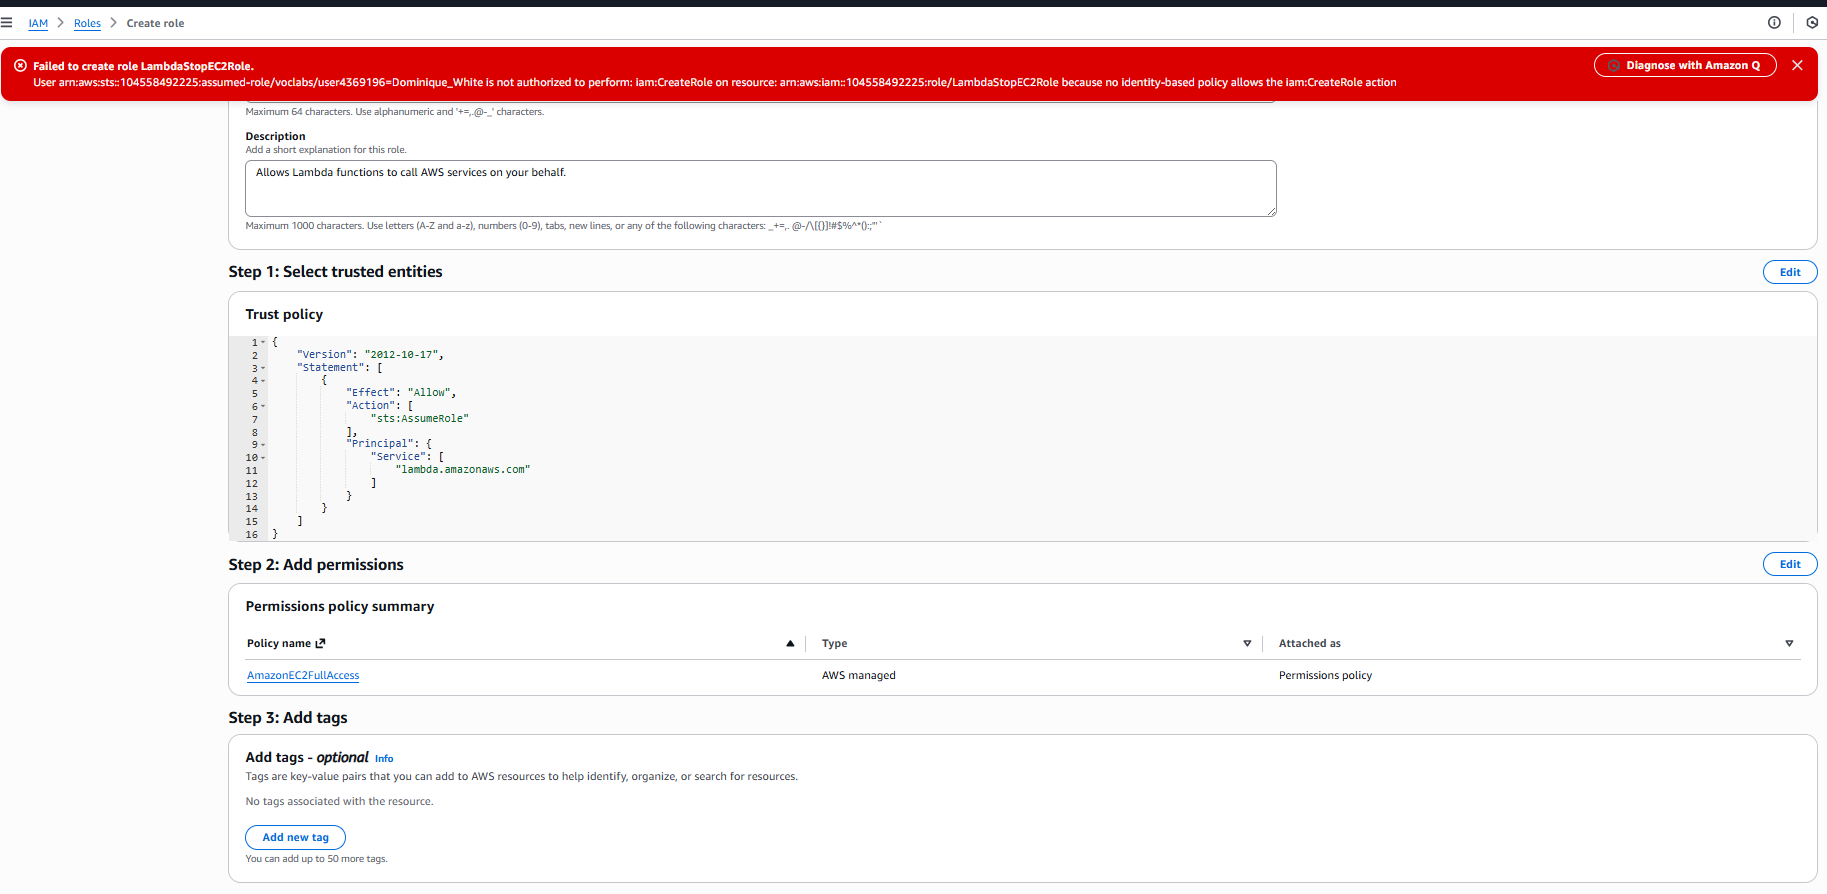 IAM > Roles > Create role
Failed to create role LambdaStopEC2Role.
User arn:aws:sts::104558492225:assumed-role/voclabs/user4369196=Dominique_White is not authorized to perform: iam:CreateRole on resource: arn:aws:iam::104558492225:role/LambdaStopEC2Role because no identity-based policy allows the iam:CreateRole action
Diagnose with Amazon Q
Maximum 64 characters. Use alphanumeric and '+=,.@-_' characters.
Description
Add a short explanation for this role.
Allows Lambda functions to call AWS services on your behalf.
Maximum 1000 characters. Use letters (A-Z and a-z), numbers (0-9), tabs, new lines, or any of the following characters: _+=,. @-/\[{}]!#$%^*();:"'`
Step 1: Select trusted entities
Edit
Trust policy
1 {
2 "Version": "2012-10-17",
3 "Statement": [
4 {
5 "Effect": "Allow",
6 "Action": [
7 "sts:AssumeRole"
8 ],
9 "Principal": {
10 "Service": [
11 "lambda.amazonaws.com"
12 ]
13 }
14 }
15 ]
16 }
Step 2: Add permissions
Edit
Permissions policy summary
Policy name Type Attached as
AmazonEC2FullAccess AWS managed Permissions policy
Step 3: Add tags
Add tags - optional Info
Tags are key-value pairs that you can add to AWS resources to help identify, organize, or search for resources.
No tags associated with the resource.
Add new tag
You can add up to 50 more tags.